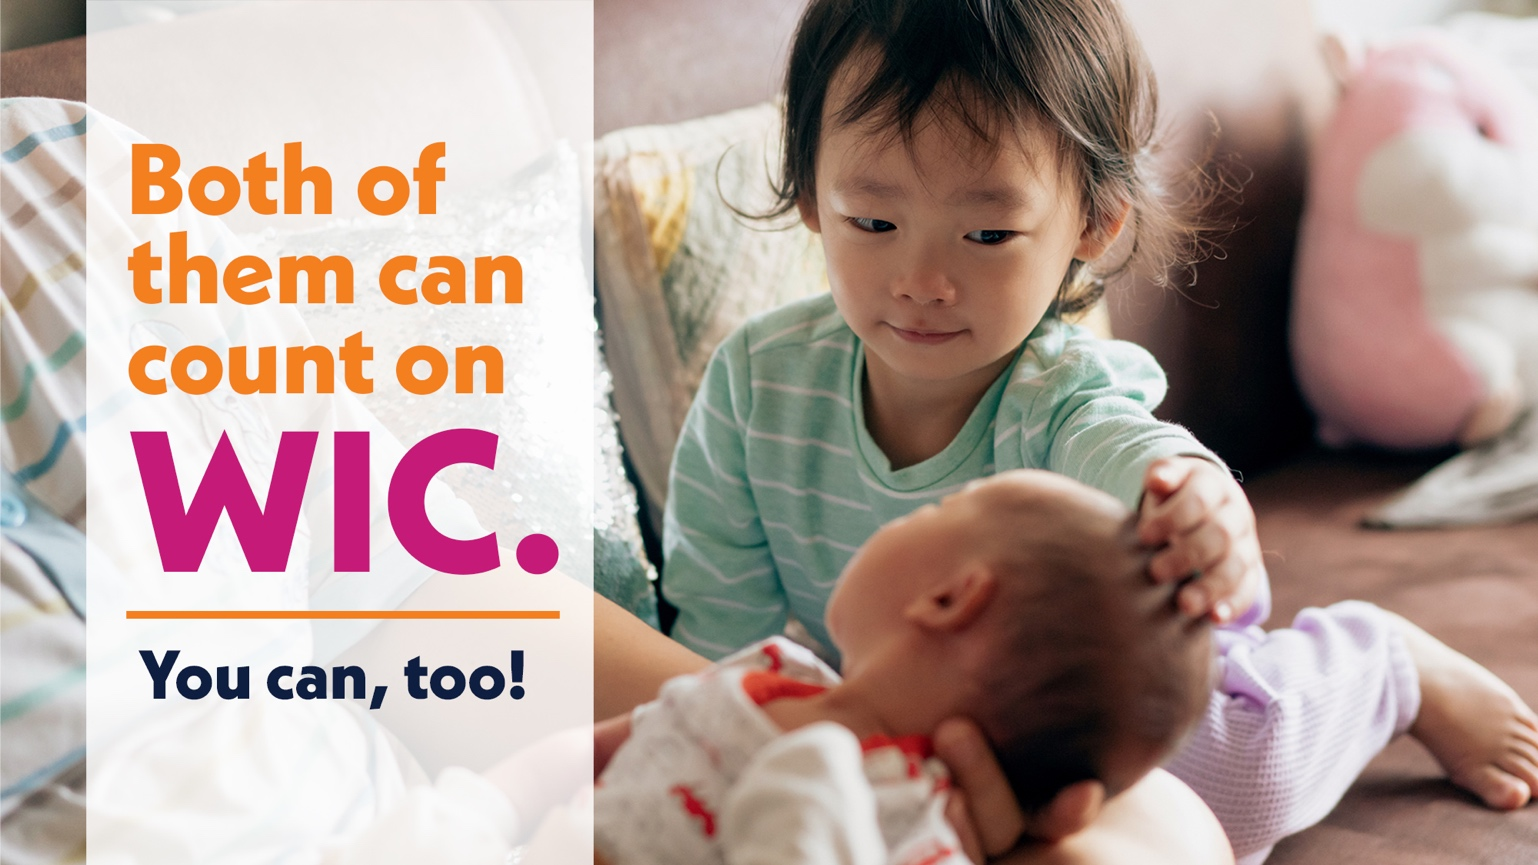 Both of
them can
count on
WIC.
You can, too!